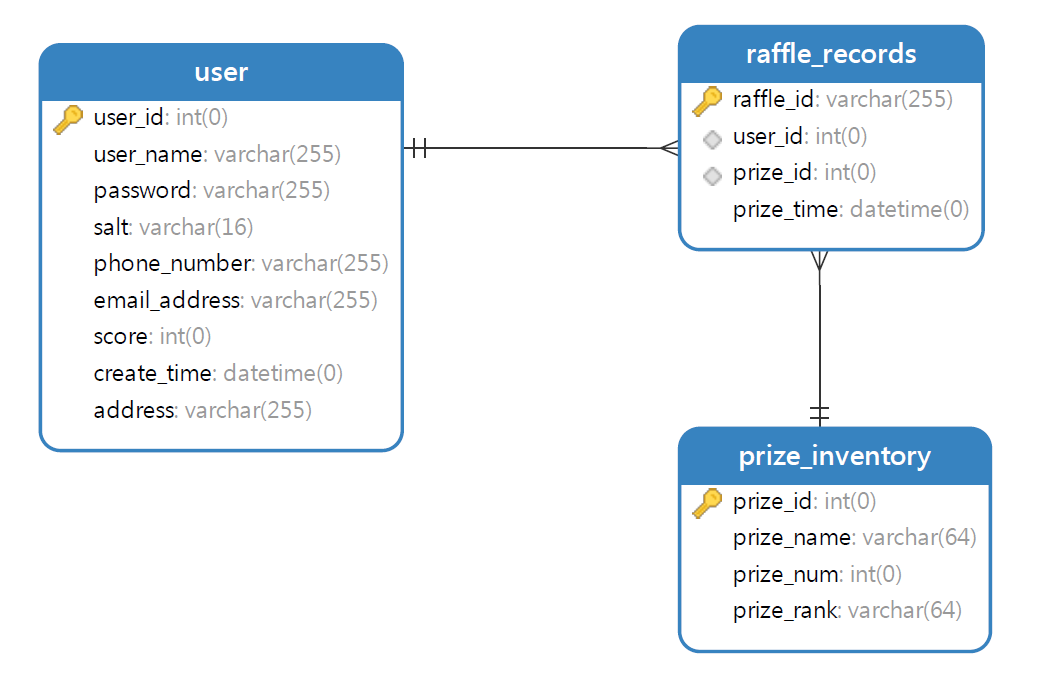 user
user_id: int(0)
user_name: varchar(255)
password: varchar(255)
salt: varchar(16)
phone_number: varchar(255)
email_address: varchar(255)
score: int(0)
create_time: datetime(0)
address: varchar(255)
raffle_records
raffle_id: varchar(255)
user_id: int(0)
prize_id: int(0)
prize_time: datetime(0)
prize_inventory
prize_id: int(0)
prize_name: varchar(64)
prize_num: int(0)
prize_rank: varchar(64)